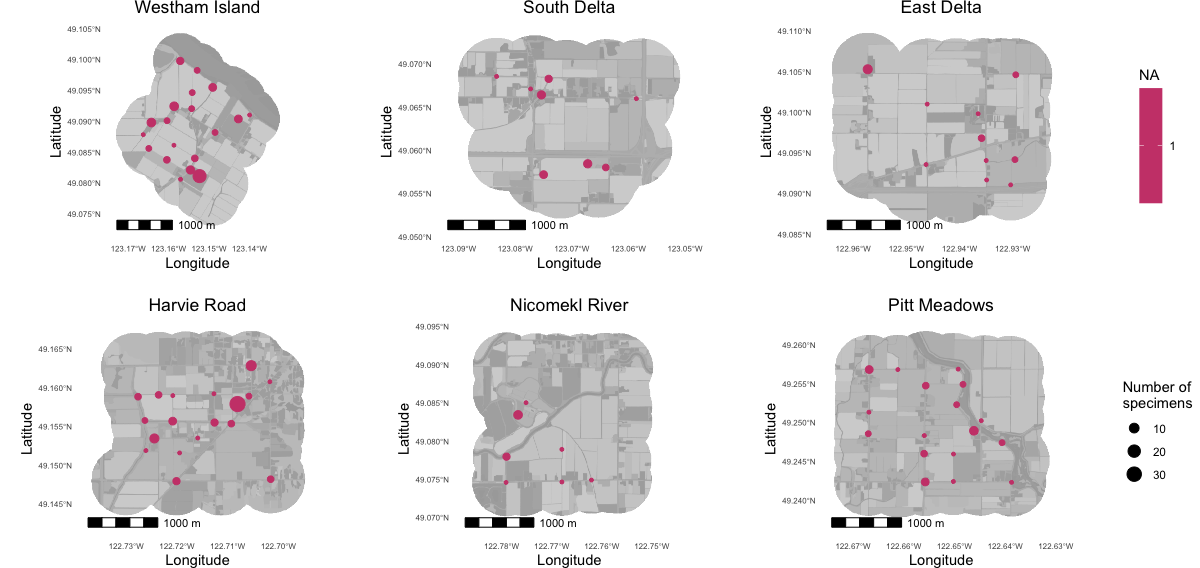 Westham Island
49.105°N
49.100°N
49.095°N
49.090°N
49.085°N
49.080°N
49.075°N
Latitude
1000 m
123.17°W 123.16°W 123.15°W 123.14°W
Longitude
South Delta
49.070°N
49.065°N
49.060°N
49.055°N
49.050°N
Latitude
1000 m
123.09°W 123.08°W 123.07°W 123.06°W 123.05°W
Longitude
East Delta
49.110°N
49.105°N
49.100°N
49.095°N
49.090°N
49.085°N
Latitude
1000 m
122.96°W 122.95°W 122.94°W 122.93°W
Longitude
NA
1
Harvie Road
49.165°N
49.160°N
49.155°N
49.150°N
49.145°N
Latitude
1000 m
122.73°W 122.72°W 122.71°W 122.70°W
Longitude
Nicomekl River
49.095°N
49.090°N
49.085°N
49.080°N
49.075°N
49.070°N
Latitude
1000 m
122.78°W 122.77°W 122.76°W 122.75°W
Longitude
Pitt Meadows
49.260°N
49.255°N
49.250°N
49.245°N
49.240°N
Latitude
1000 m
122.67°W 122.66°W 122.65°W 122.64°W 122.63°W
Longitude
Number of
specimens
10
20
30